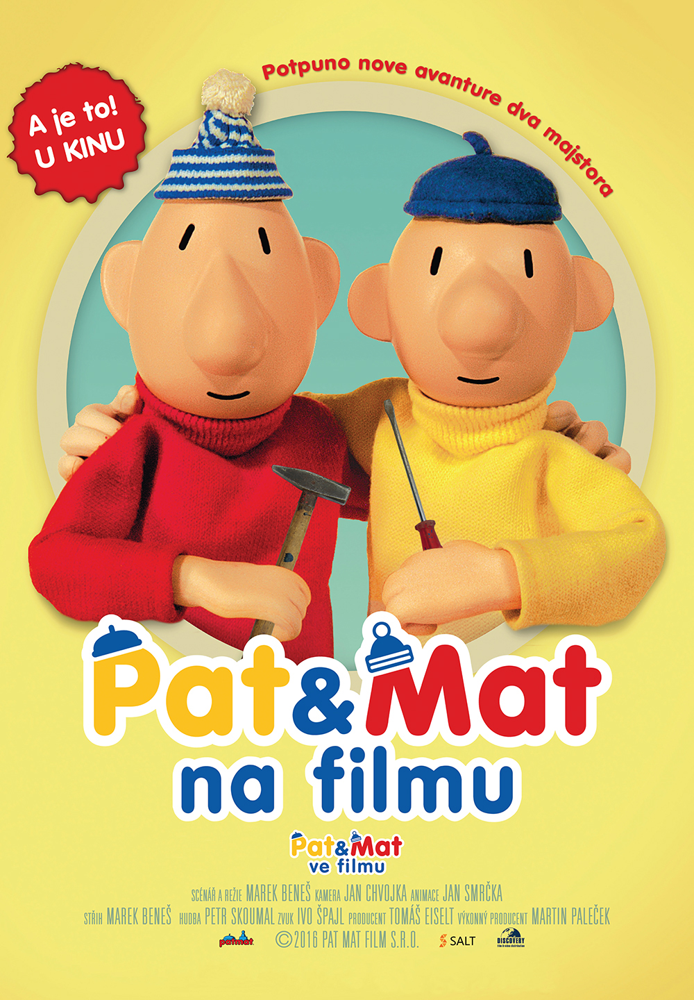 Potpuno nove avanture dva majstora
A je to!
U KINU
Pat&Mat
na filmu
Pat&Mat
ve filmu
SCÉNÁŘ A REŽIE MAREK BENEŠ KAMERA JAN CHVOJKA ANIMACE JAN SMRČKA
STŘIH MAREK BENEŠ HUDBA PETR SKOUMAL ZVUK IVO ŠPALJ PRODUCENT TOMÁŠ EISELT VÝKONNÝ PRODUCENT MARTIN PALEČEK
patmat ©2016 PAT MAT FILM S.R.O. SALT DISCOVERY
film & video distribution